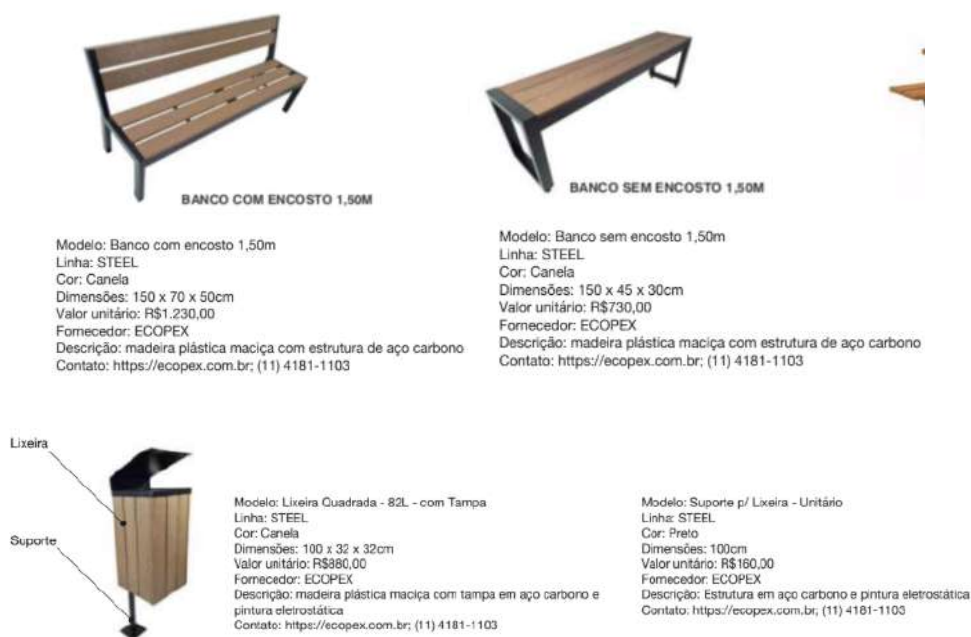 BANCO COM ENCOSTO 1,50M
Modelo: Banco com encosto 1,50m
Linha: STEEL
Cor: Canela
Dimensões: 150 x 70 x 50cm
Valor unitário: R$1.230,00
Fornecedor: ECOPEX
Descrição: madeira plástica maciça com estrutura de aço carbono
Contato: https://ecopex.com.br; (11) 4181-1103
BANCO SEM ENCOSTO 1,50M
Modelo: Banco sem encosto 1,50m
Linha: STEEL
Cor: Canela
Dimensões: 150 x 45 x 30cm
Valor unitário: R$730,00
Fornecedor: ECOPEX
Descrição: madeira plástica maciça com estrutura de aço carbono
Contato: https://ecopex.com.br; (11) 4181-1103
Lixeira
Suporte
Modelo: Lixeira Quadrada - 82L - com Tampa
Linha: STEEL
Cor: Canela
Dimensões: 100 x 32 x 32cm
Valor unitário: R$880,00
Fornecedor: ECOPEX
Descrição: madeira plástica maciça com tampa em aço carbono e
pintura eletrostática
Contato: https://ecopex.com.br; (11) 4181-1103
Modelo: Suporte p/ Lixeira - Unitário
Linha: STEEL
Cor: Preto
Dimensões: 100cm
Valor unitário: R$160,00
Fornecedor: ECOPEX
Descrição: Estrutura em aço carbono e pintura eletrostática
Contato: https://ecopex.com.br; (11) 4181-1103